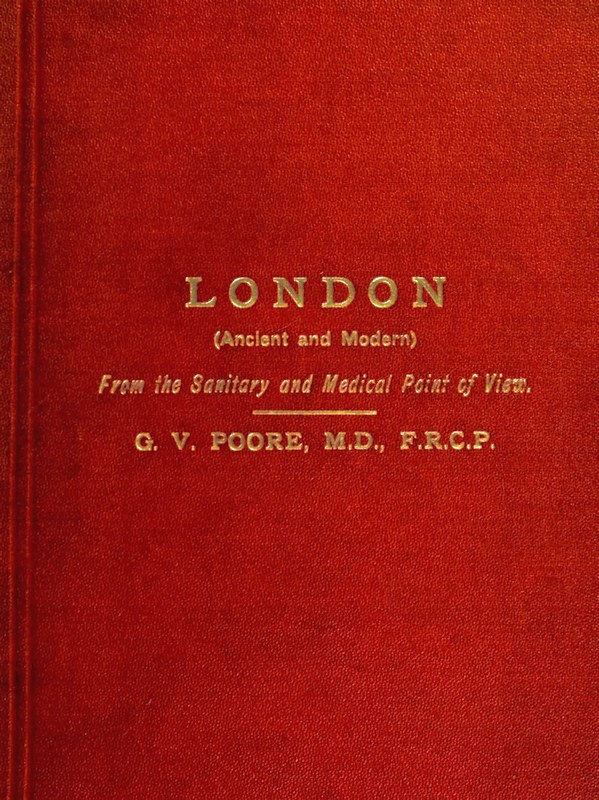 LONDON
(Ancient and Modern)
From the Sanitary and Medical Point of View.
G. V. POORE, M.D., F.R.C.P.